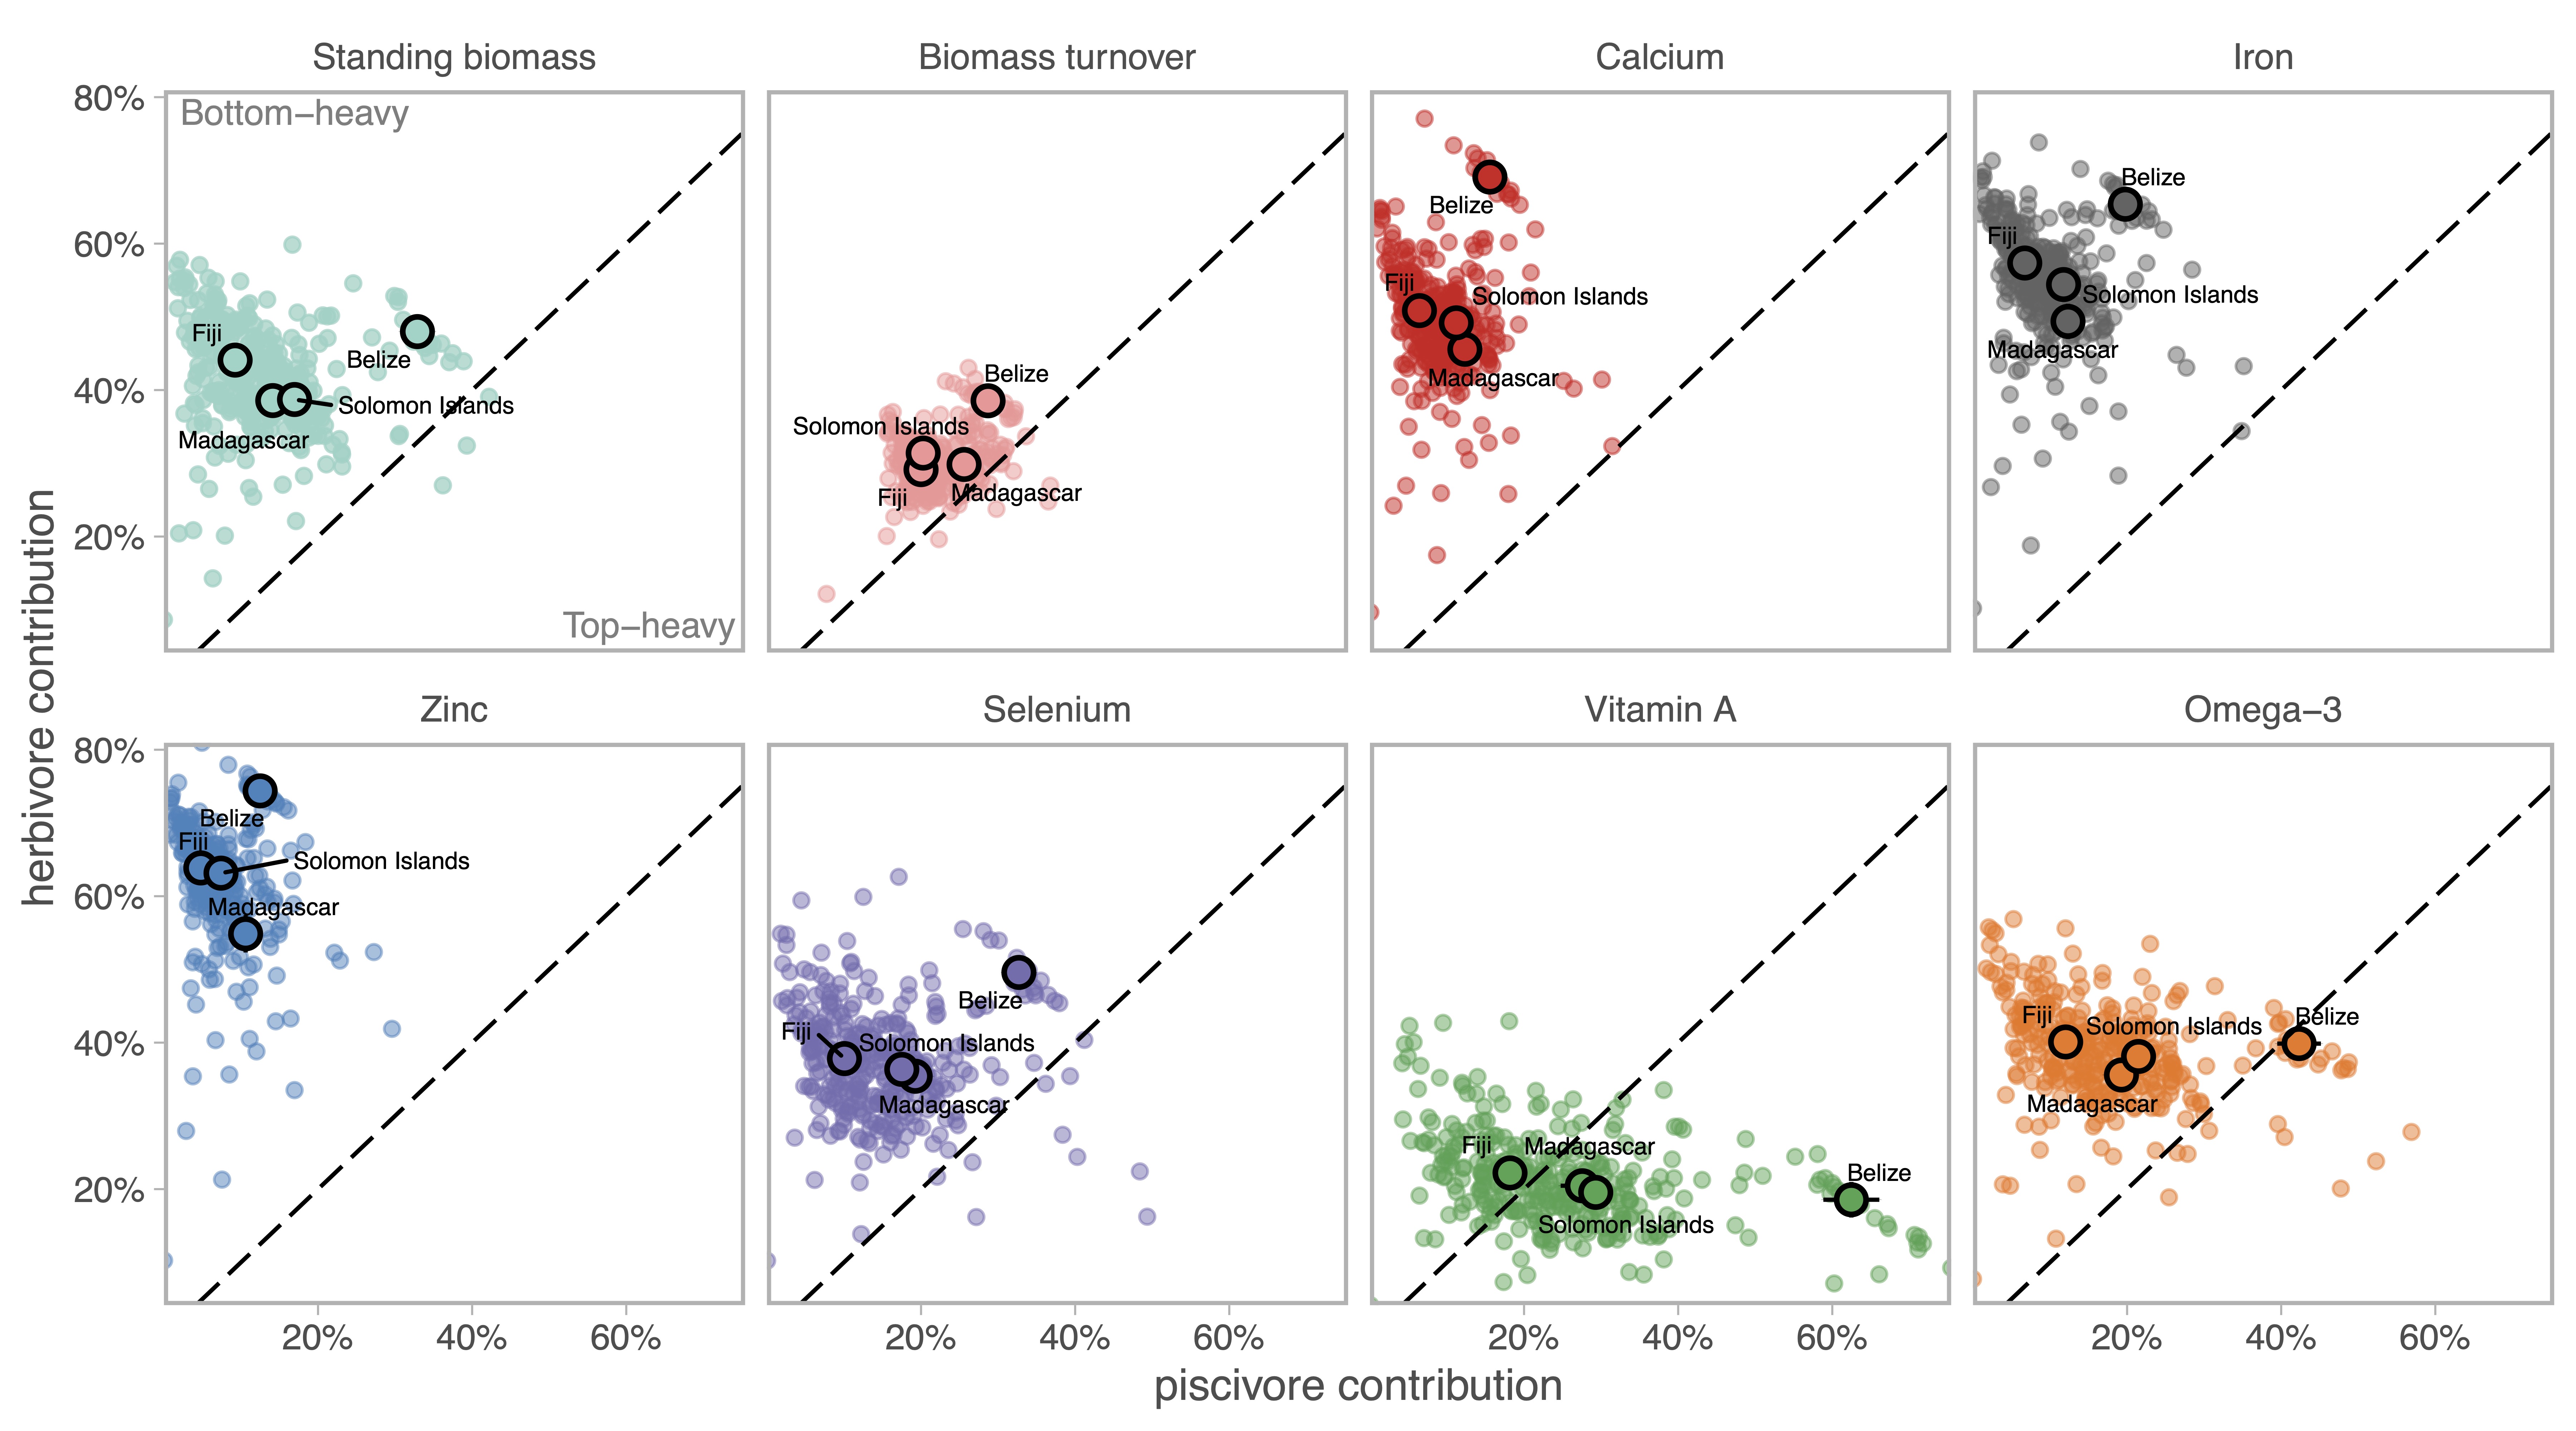 Standing biomass
Biomass turnover
Calcium
Iron
80%
60%
40%
20%
Bottom−heavy
Top−heavy
Fiji
Belize
Solomon Islands
Madagascar
Belize
Solomon Islands
Fiji
Madagascar
Belize
Fiji
Solomon Islands
Madagascar
Belize
Fiji
Solomon Islands
Madagascar
herbivore contribution
Zinc
Selenium
Vitamin A
Omega−3
80%
60%
40%
20%
Belize
Fiji
Solomon Islands
Madagascar
Belize
Fiji
Solomon Islands
Madagascar
Fiji
Madagascar
Belize
Solomon Islands
Fiji
Belize
Solomon Islands
Madagascar
20%
40%
60%
20%
40%
60%
20%
40%
60%
20%
40%
60%
piscivore contribution